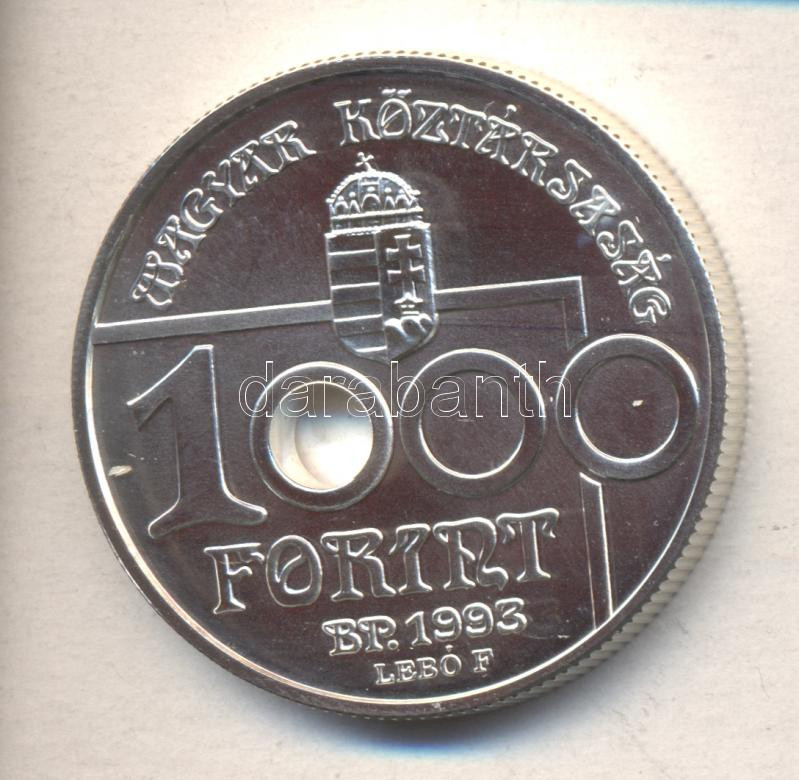 MAGYAR KÖZTÁRSASÁG
1000
darabanth
FORINT
BP. 1993
LEBÓ F